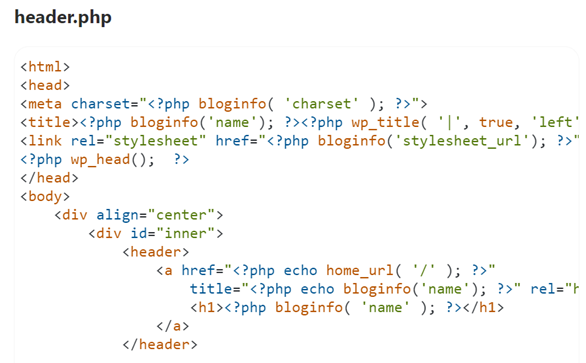 header.php
<html>
<head>
<meta charset="<?php bloginfo( 'charset' ); ?>">
<title><?php bloginfo('name'); ?><?php wp_title( '|', true, 'left'
<link rel="stylesheet" href="<?php bloginfo('stylesheet_url'); ?>"
<?php wp_head();  ?>
</head>
<body>
    <div align="center">
        <div id="inner">
            <header>
                <a href="<?php echo home_url( '/' ); ?>"
                    title="<?php echo bloginfo('name'); ?>" rel="h
                    <h1><?php bloginfo( 'name' ); ?></h1>
                </a>
            </header>